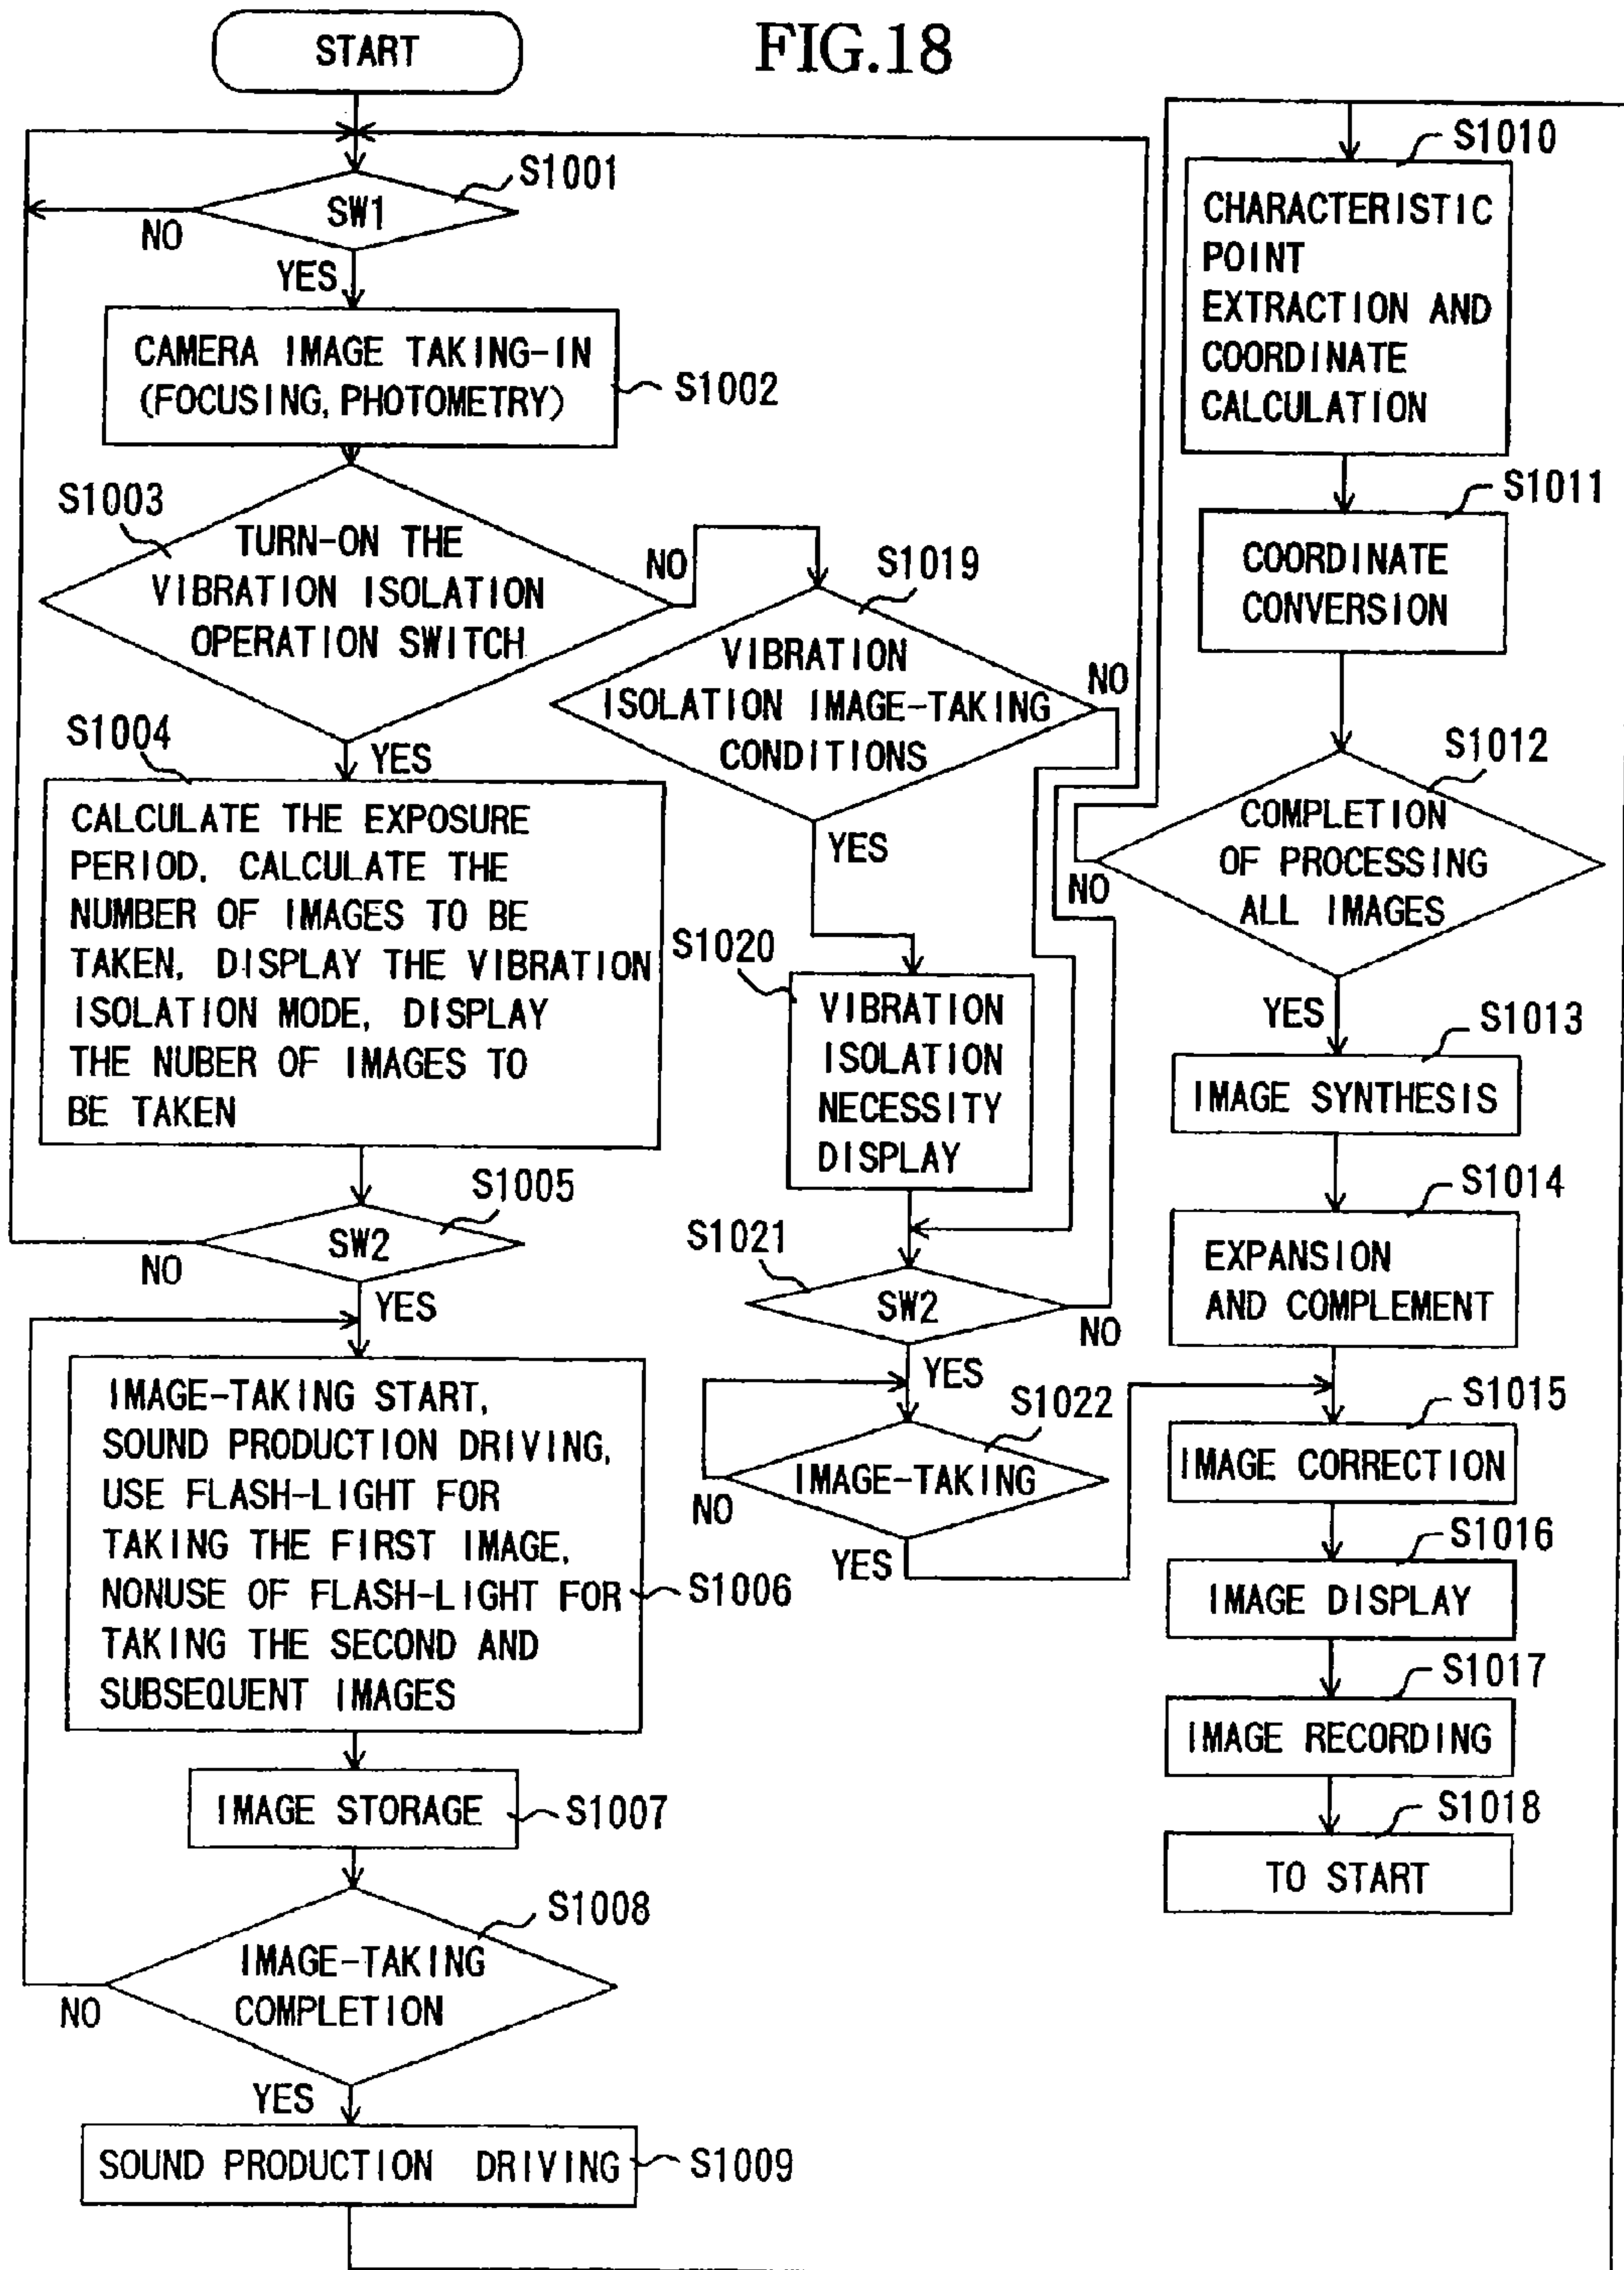 FIG.18
START
S1001
SW1
NO
YES
CAMERA IMAGE TAKING-IN
(FOCUSING, PHOTOMETRY)
S1002
S1003
TURN-ON THE
VIBRATION ISOLATION
OPERATION SWITCH
NO
YES
S1004
CALCULATE THE EXPOSURE
PERIOD, CALCULATE THE
NUMBER OF IMAGES TO BE
TAKEN, DISPLAY THE VIBRATION
ISOLATION MODE, DISPLAY
THE NUBER OF IMAGES TO
BE TAKEN
S1005
SW2
NO
YES
IMAGE-TAKING START,
SOUND PRODUCTION DRIVING,
USE FLASH-LIGHT FOR
TAKING THE FIRST IMAGE,
NONUSE OF FLASH-LIGHT FOR
TAKING THE SECOND AND
SUBSEQUENT IMAGES
S1006
IMAGE STORAGE
S1007
S1008
IMAGE-TAKING
COMPLETION
NO
YES
SOUND PRODUCTION DRIVING
S1009
S1019
VIBRATION
ISOLATION IMAGE-TAKING
CONDITIONS
NO
YES
S1020
VIBRATION
ISOLATION
NECESSITY
DISPLAY
S1021
SW2
NO
YES
S1022
IMAGE-TAKING
NO
YES
S1010
CHARACTERISTIC
POINT
EXTRACTION AND
COORDINATE
CALCULATION
S1011
COORDINATE
CONVERSION
S1012
COMPLETION
OF PROCESSING
ALL IMAGES
NO
YES
S1013
IMAGE SYNTHESIS
S1014
EXPANSION
AND COMPLEMENT
S1015
IMAGE CORRECTION
S1016
IMAGE DISPLAY
S1017
IMAGE RECORDING
S1018
TO START